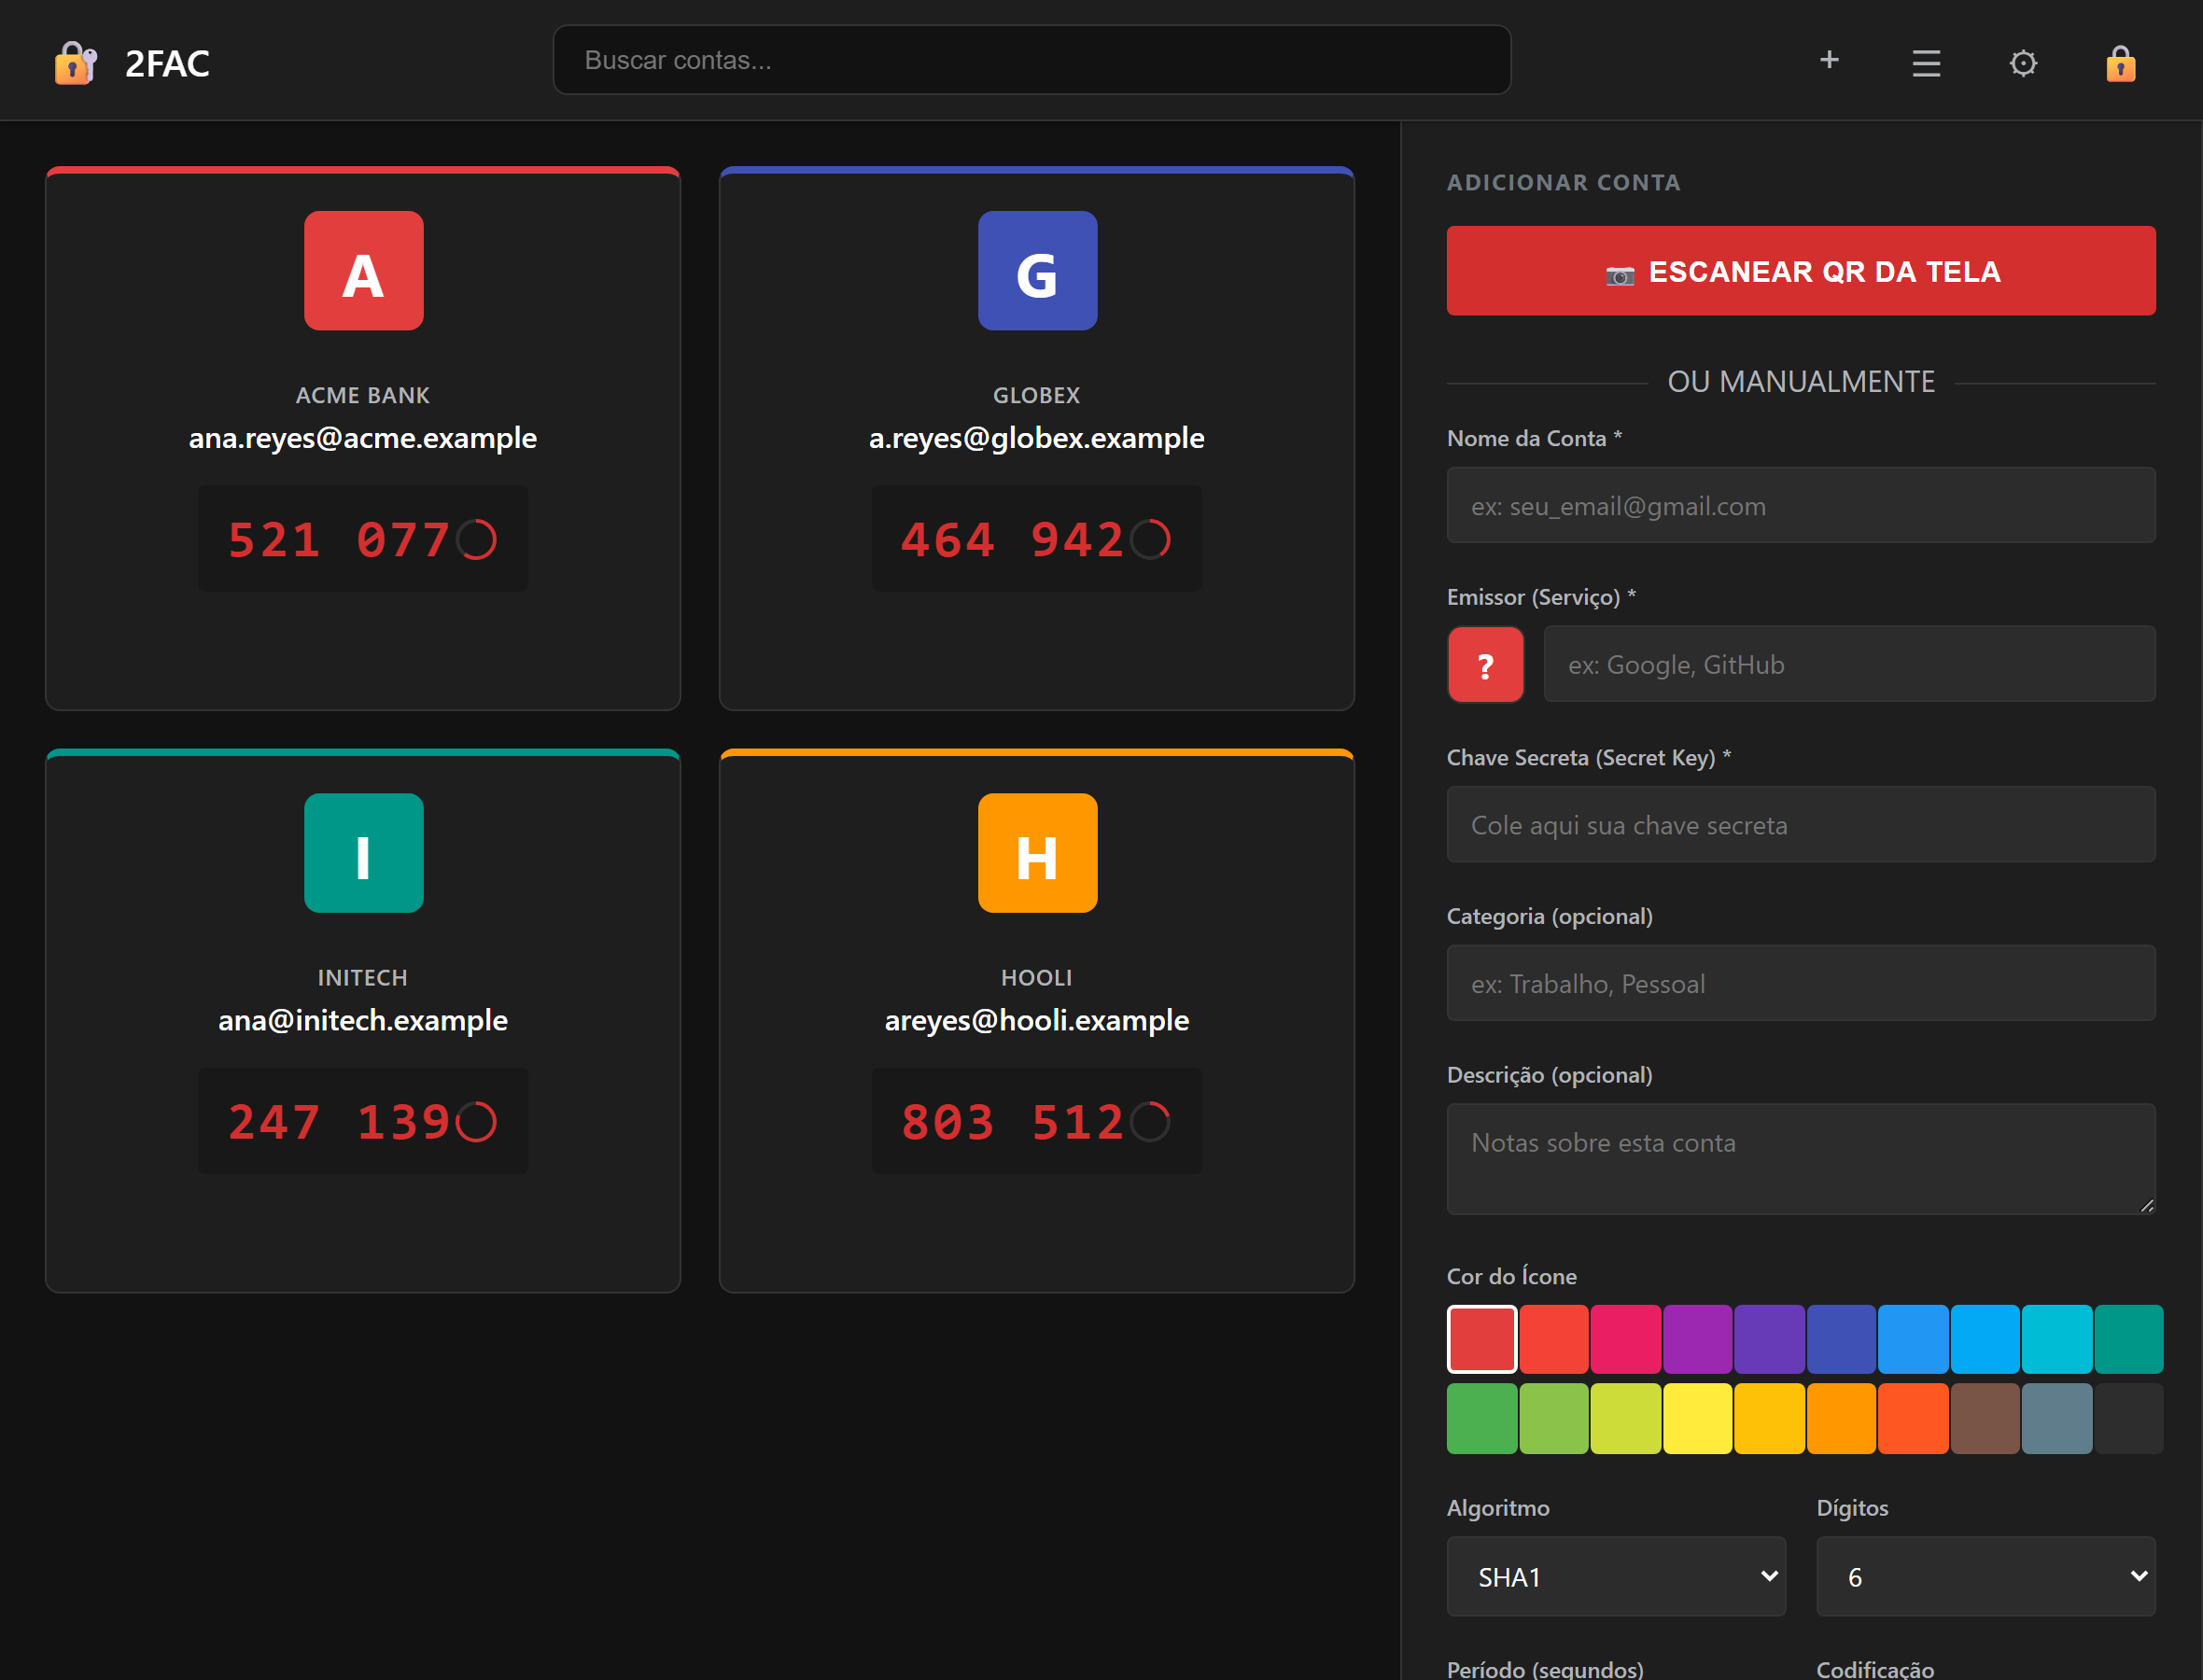 2FAC
Buscar contas...
A
ACME BANK
ana.reyes@acme.example
521 077
G
GLOBEX
a.reyes@globex.example
464 942
I
INITECH
ana@initech.example
247 139
H
HOOLI
areyes@hooli.example
803 512
ADICIONAR CONTA
ESCANEAR QR DA TELA
OU MANUALMENTE
Nome da Conta *
ex: seu_email@gmail.com
Emissor (Serviço) *
?
ex: Google, GitHub
Chave Secreta (Secret Key) *
Cole aqui sua chave secreta
Categoria (opcional)
ex: Trabalho, Pessoal
Descrição (opcional)
Notas sobre esta conta
Cor do Ícone
Algoritmo
Dígitos
SHA1
6
Período (segundos)
Codificação